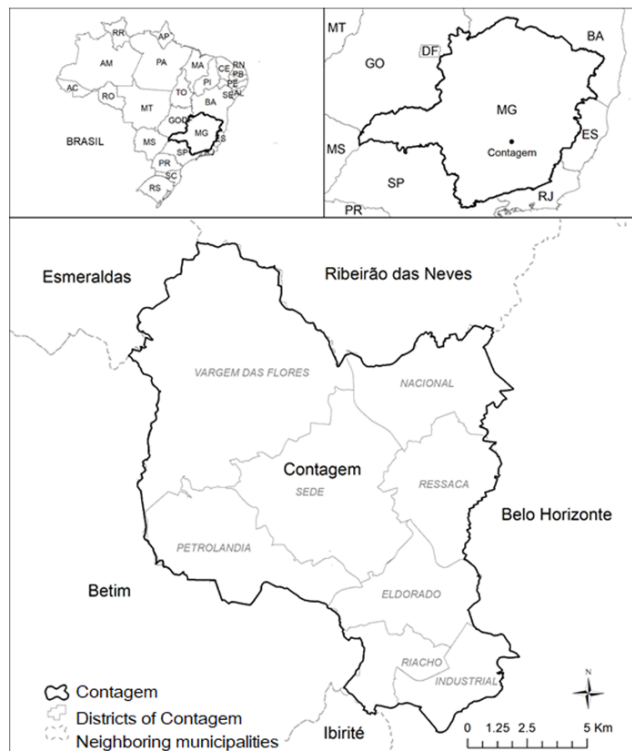 RR
AP
AM
PA
MA
CE
RN
PB
PE
AL
SE
PI
AC
RO
TO
BA
MT
GO
DF
BRASIL
MG
MS
ES
SP
PR
SC
RS
MT
DF
BA
GO
MG
ES
Contagem
MS
SP
RJ
PR
Esmeraldas
Ribeirão das Neves
VARGEM DAS FLORES
NACIONAL
Contagem
SEDE
RESSACA
Belo Horizonte
PETROLANDIA
Betim
ELDORADO
RIACHO
INDUSTRIAL
Contagem
Districts of Contagem
Neighboring municipalities
Ibirité
N
0 1.25 2.5 5 Km